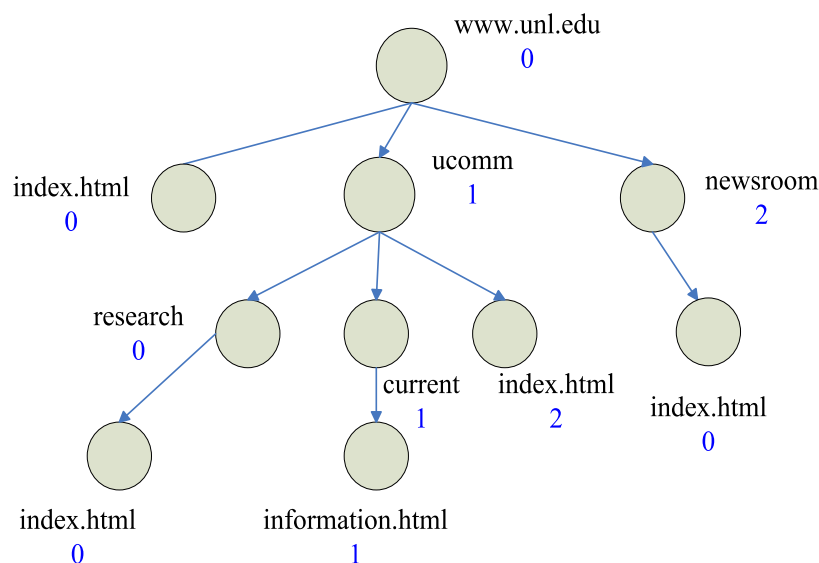 www.unl.edu
0
index.html
0
ucomm
1
newsroom
2
research
0
current
1
index.html
2
index.html
0
index.html
0
information.html
1